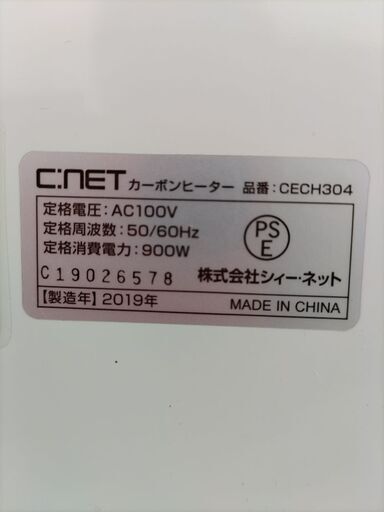 C:NET カーボンヒーター 品番：CECH304
定格電圧：AC100V
定格周波数：50/60Hz
定格消費電力：900W
PS
E
C19026578 株式会社シィー・ネット
【製造年】2019年 MADE IN CHINA